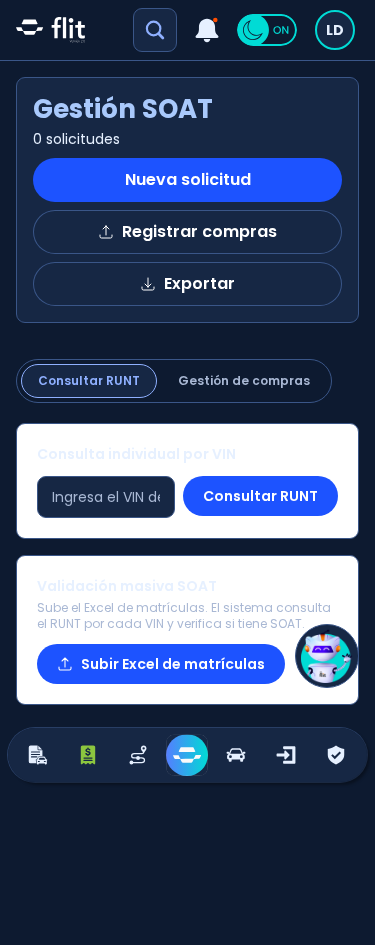 flit
ON
LD
Gestión SOAT
0 solicitudes
Nueva solicitud
Registrar compras
Exportar
Consultar RUNT
Gestión de compras
Consulta individual por VIN
Ingresa el VIN de
Consultar RUNT
Validación masiva SOAT
Sube el Excel de matrículas. El sistema consulta
el RUNT por cada VIN y verifica si tiene SOAT.
Subir Excel de matrículas